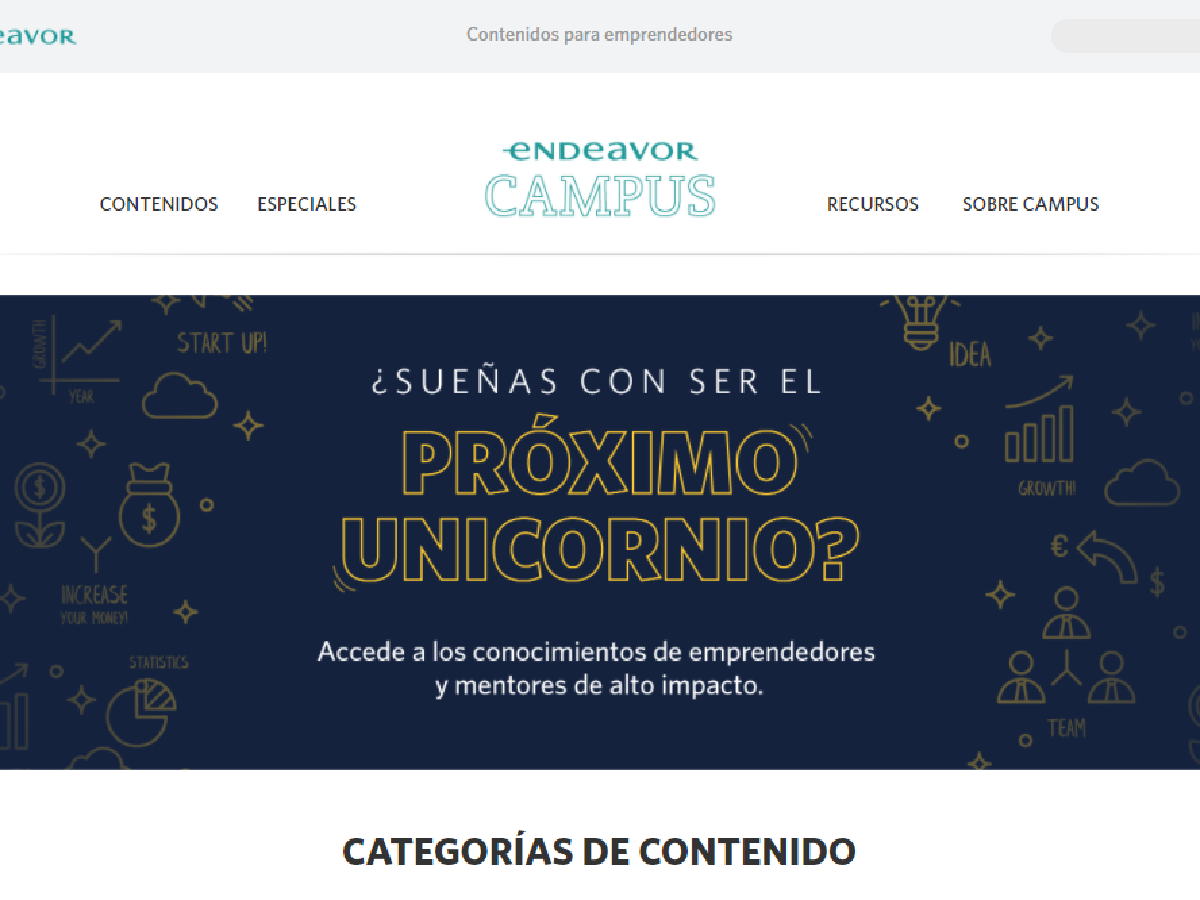 eAVOR
Contenidos para emprendedores
CONTENIDOS
ESPECIALES
eNDeAVOR
CAMPUS
RECURSOS
SOBRE CAMPUS
GROWTH
YEAR
START UP!
¿SUEÑAS CON SER EL
PRÓXIMO
UNICORNIO?
Accede a los conocimientos de emprendedores
y mentores de alto impacto.
INCREASE
YOUR MONEY!
STATISTICS
IDEA
GROWTH!
TEAM
CATEGORÍAS DE CONTENIDO